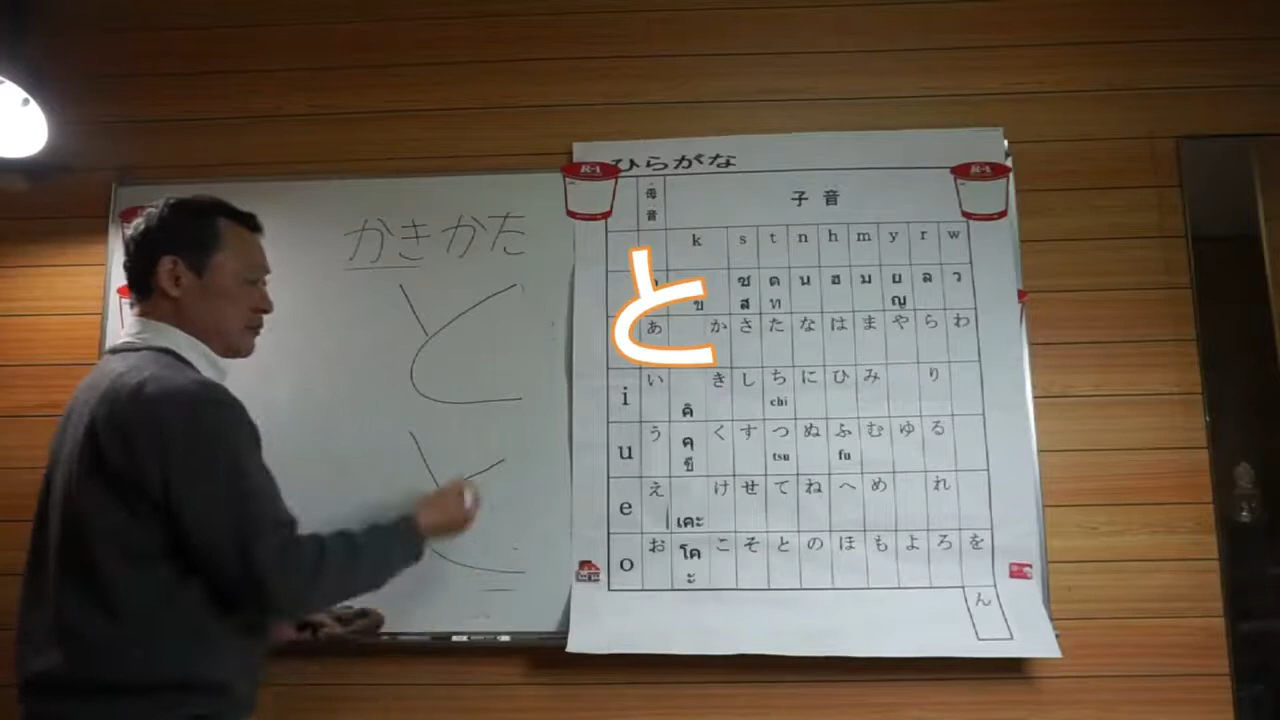 かきかた
と
と
と
ひらがな
R-1
R-1
母音 子音
k s t n h m y r w
ข ซ ส ต ท น ฮ ม ย ญ ล ว
あ か さ た な は ま や ら わ
i い คิ き し ち chi に ひ み り
u う คุ ขึ く す つ tsu ぬ ふ fu む ゆ る
e え เคะ け せ て ね へ め れ
o お โคะ こ そ と の ほ も よ ろ を
ん